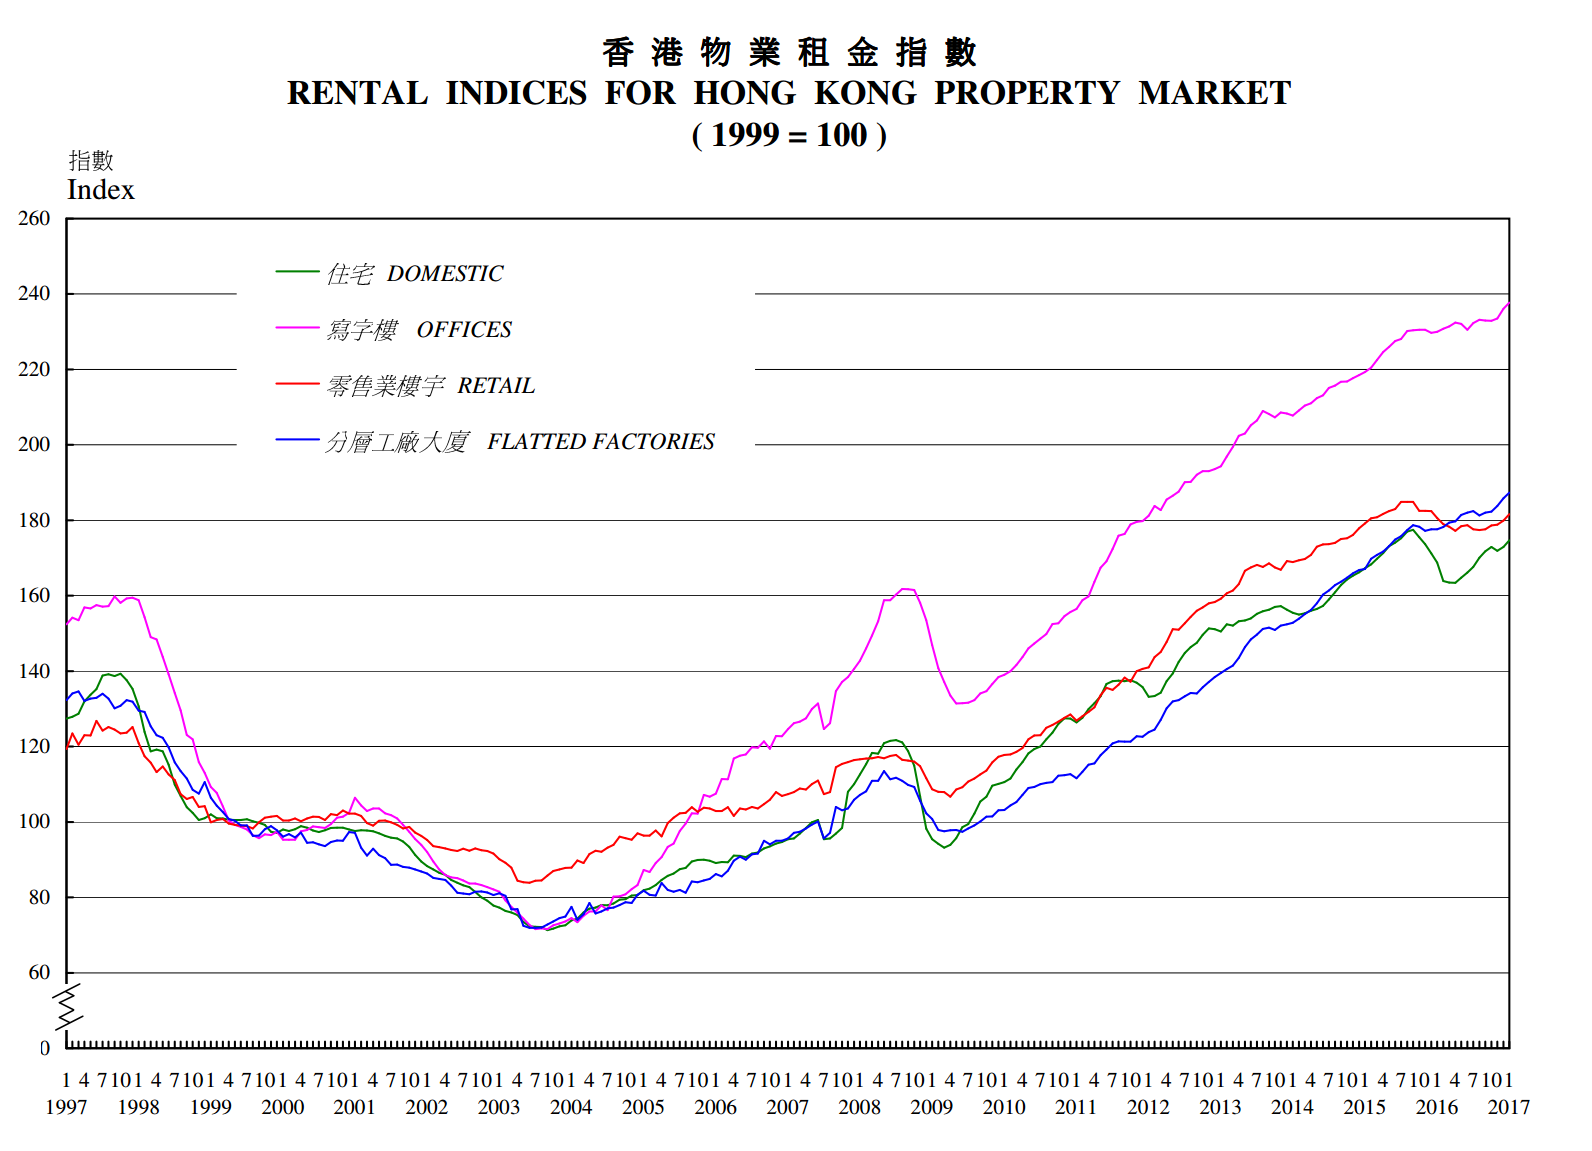 香港物業租金指數
RENTAL INDICES FOR HONG KONG PROPERTY MARKET
( 1999 = 100 )
指數
Index
260
240
220
200
180
160
140
120
100
80
60
0
住宅 DOMESTIC
寫字樓 OFFICES
零售業樓宇 RETAIL
分層工廠大廈 FLATTED FACTORIES
1 4 7 10 1 4 7 10 1 4 7 10 1 4 7 10 1 4 7 10 1 4 7 10 1 4 7 10 1 4 7 10 1 4 7 10 1 4 7 10 1 4 7 10 1 4 7 10 1 4 7 10 1 4 7 10 1 4 7 10 1 4 7 10 1 4 7 10 1 4 7 10 1 4 7 10 1 4 7 10 1
1997 1998 1999 2000 2001 2002 2003 2004 2005 2006 2007 2008 2009 2010 2011 2012 2013 2014 2015 2016 2017